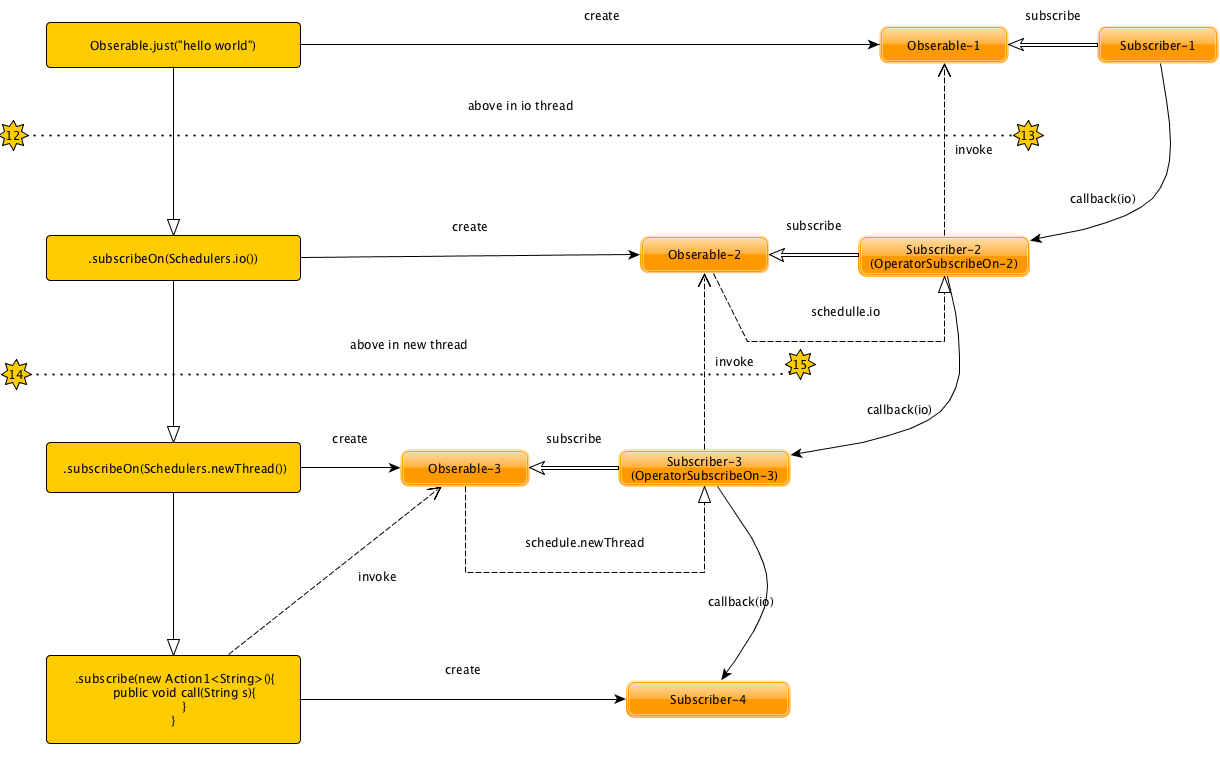 create
subscribe
Obserable.just("hello world")
Obserable-1
Subscriber-1
above in io thread
12
13
invoke
callback(io)
create
subscribe
.subscribeOn(Schedulers.io())
Obserable-2
Subscriber-2
(OperatorSubscribeOn-2)
schedulle.io
above in new thread
invoke
14
15
callback(io)
create
subscribe
.subscribeOn(Schedulers.newThread())
Obserable-3
Subscriber-3
(OperatorSubscribeOn-3)
schedule.newThread
invoke
callback(io)
.subscribe(new Action1<String>(){
public void call(String s){
}
}
create
Subscriber-4